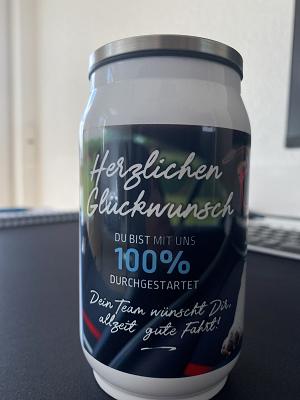 Herzlichen
Glückwunsch
DU BIST MIT UNS
100%
DURCHGESTARTET
Dein Team wünscht Dir,
allzeit gute Fahrt!